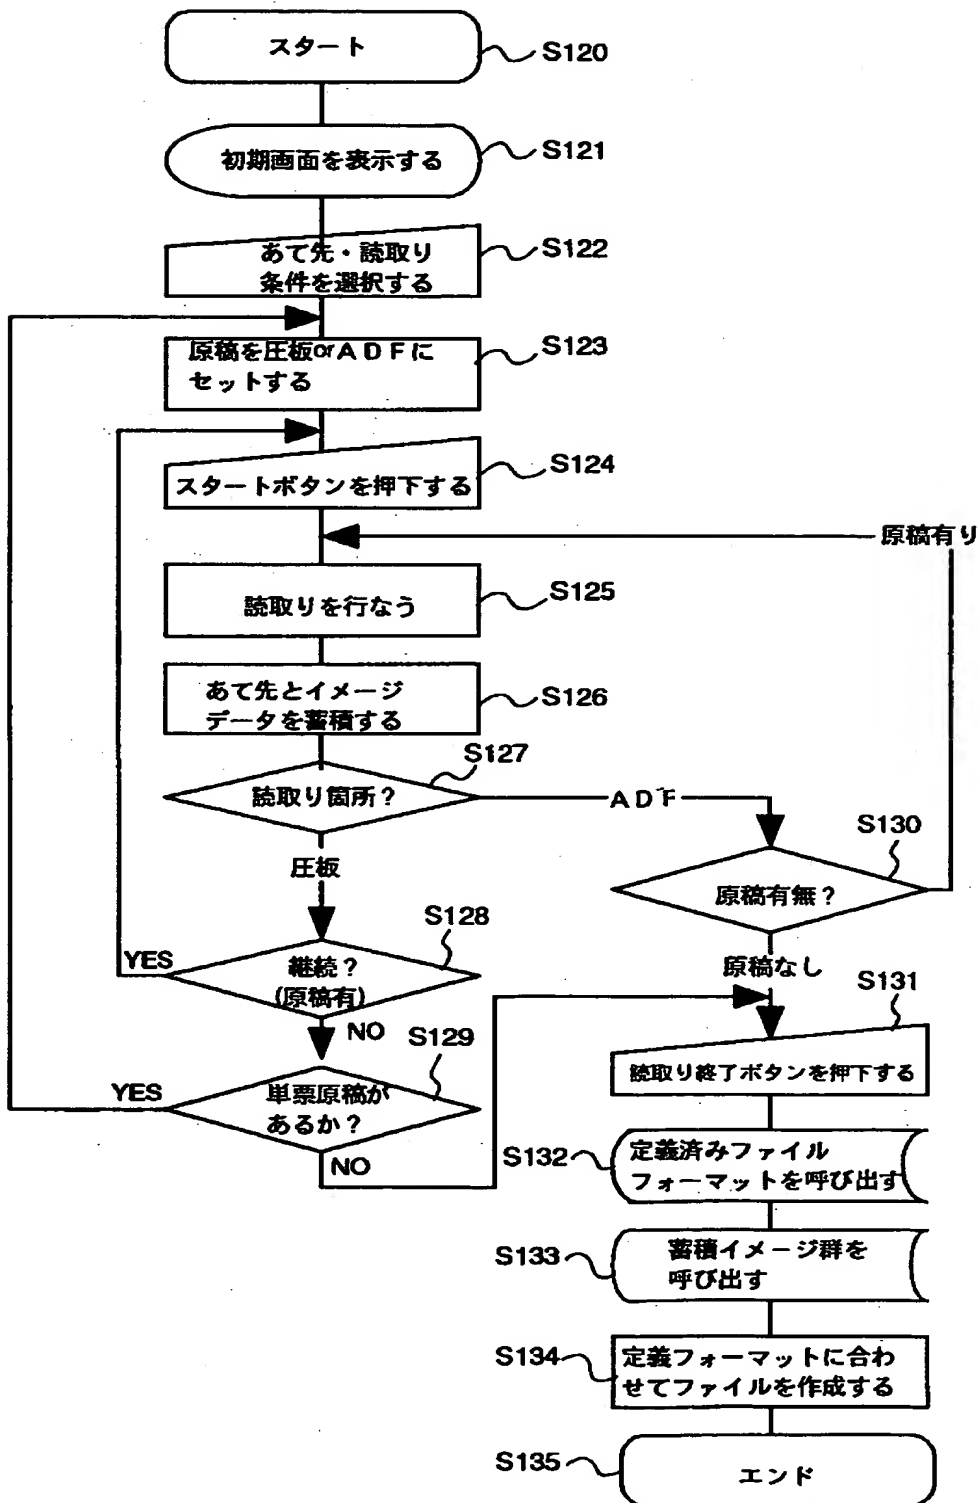 スタート
S120
初期画面を表示する
S121
あて先・読取り
条件を選択する
S122
原稿を圧板orADFに
セットする
S123
スタートボタンを押下する
S124
原稿有り
読取りを行なう
S125
あて先とイメージ
データを蓄積する
S126
S127
読取り箇所?
ADF
圧板
S130
原稿有無?
原稿なし
S128
YES
継続?
(原稿有)
NO
S129
YES
単票原稿が
あるか?
NO
S131
読取り終了ボタンを押下する
S132
定義済みファイル
フォーマットを呼び出す
S133
蓄積イメージ群を
呼び出す
S134
定義フォーマットに合わ
せてファイルを作成する
S135
エンド